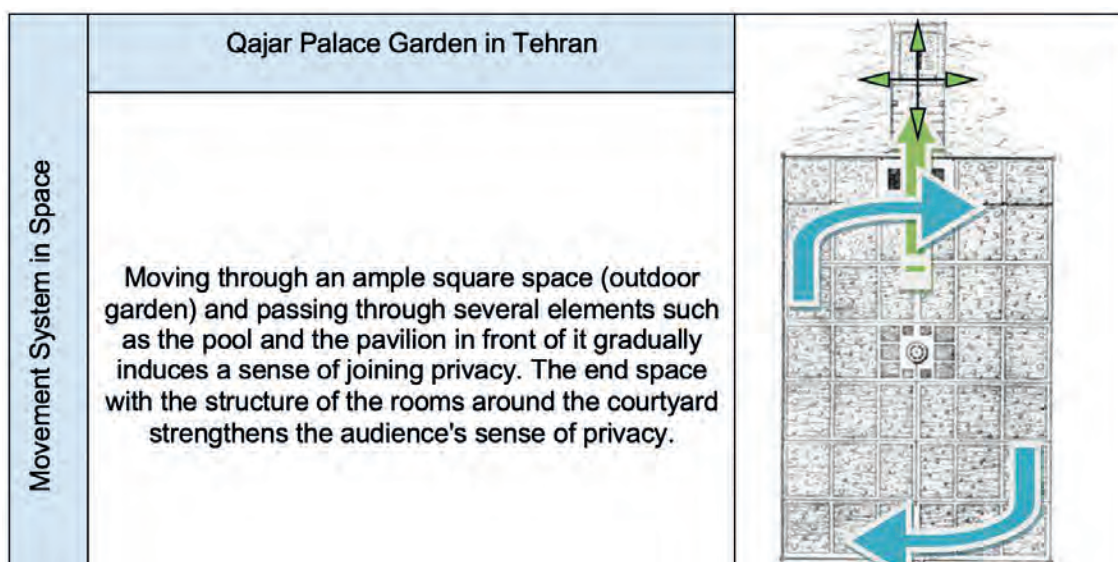 Movement System in Space
Qajar Palace Garden in Tehran
Moving through an ample square space (outdoor
garden) and passing through several elements such
as the pool and the pavilion in front of it gradually
induces a sense of joining privacy. The end space
with the structure of the rooms around the courtyard
strengthens the audience's sense of privacy.